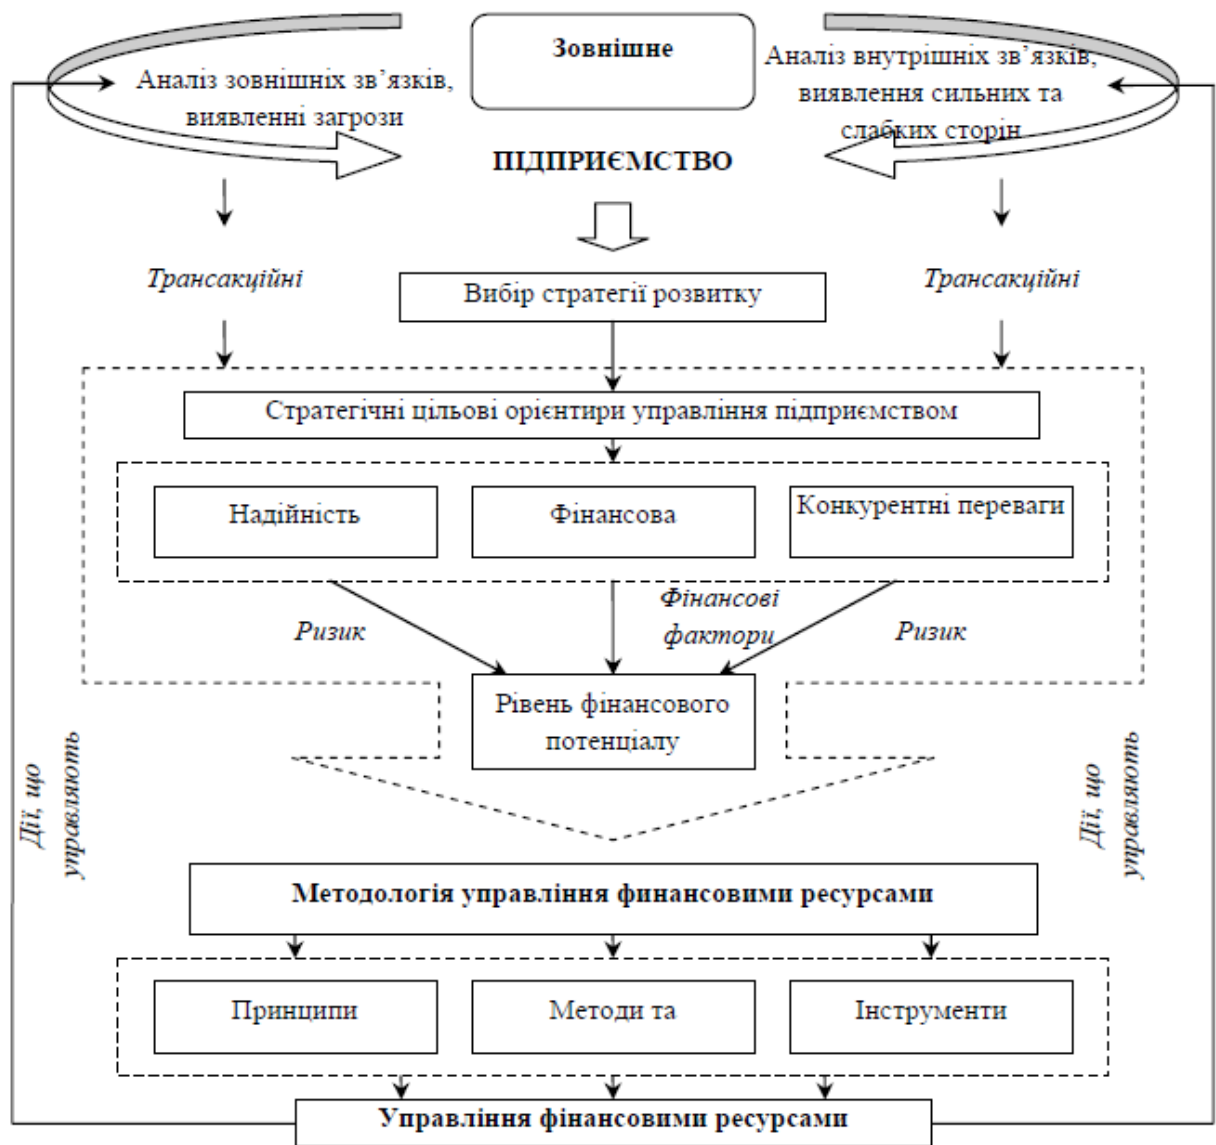 Зовнішне
Аналіз зовнішніх зв’язків,
виявленні загрози
Аналіз внутрішніх зв’язків,
виявлення сильних та
слабких сторін
ПІДПРИЄМСТВО
Трансакційні
Вибір стратегії розвитку
Трансакційні
Стратегічні цільові орієнтири управління підприємством
Надійність
Фінансова
Конкурентні переваги
Ризик
Фінансові
фактори
Ризик
Рівень фінансового
потенціалу
Дії, що
управляють
Дії, що
управляють
Методологія управління финансовими ресурсами
Принципи
Методи та
Інструменти
Управління фінансовими ресурсами